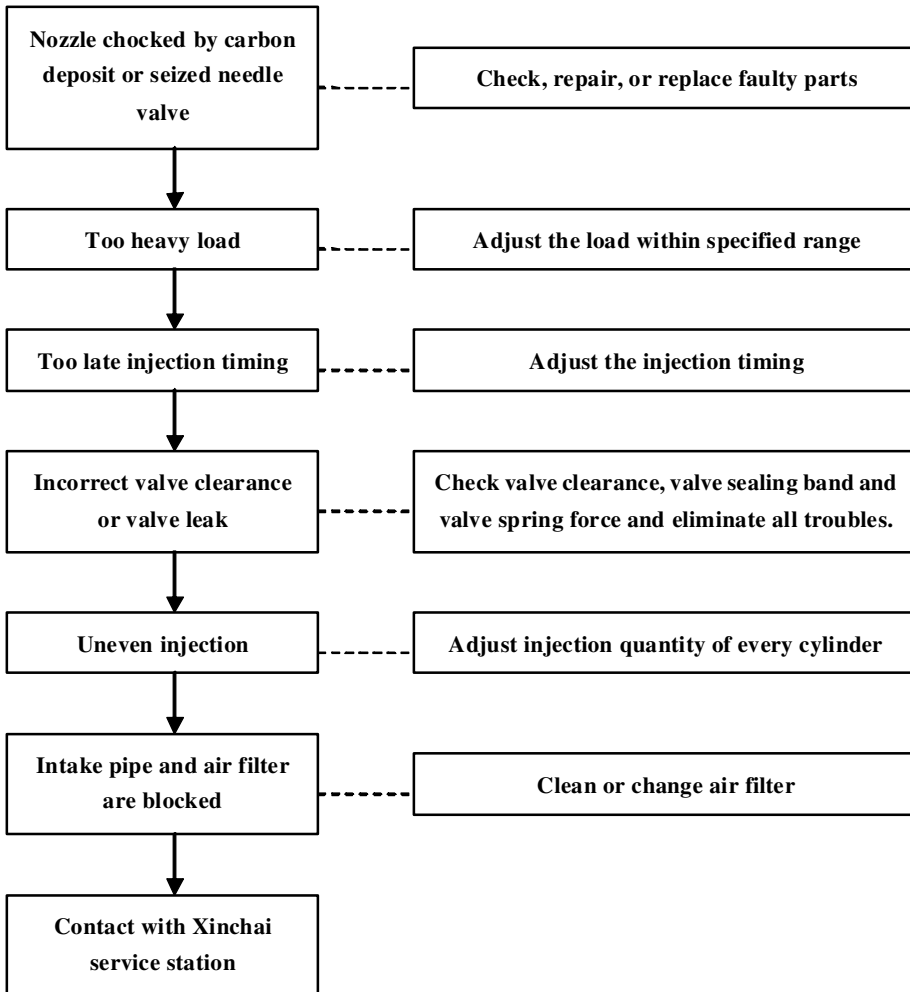 Nozzle chocked by carbon
deposit or seized needle
valve
Check, repair, or replace faulty parts
Too heavy load
Adjust the load within specified range
Too late injection timing
Adjust the injection timing
Incorrect valve clearance
or valve leak
Check valve clearance, valve sealing band and
valve spring force and eliminate all troubles.
Uneven injection
Adjust injection quantity of every cylinder
Intake pipe and air filter
are blocked
Clean or change air filter
Contact with Xinchai
service station